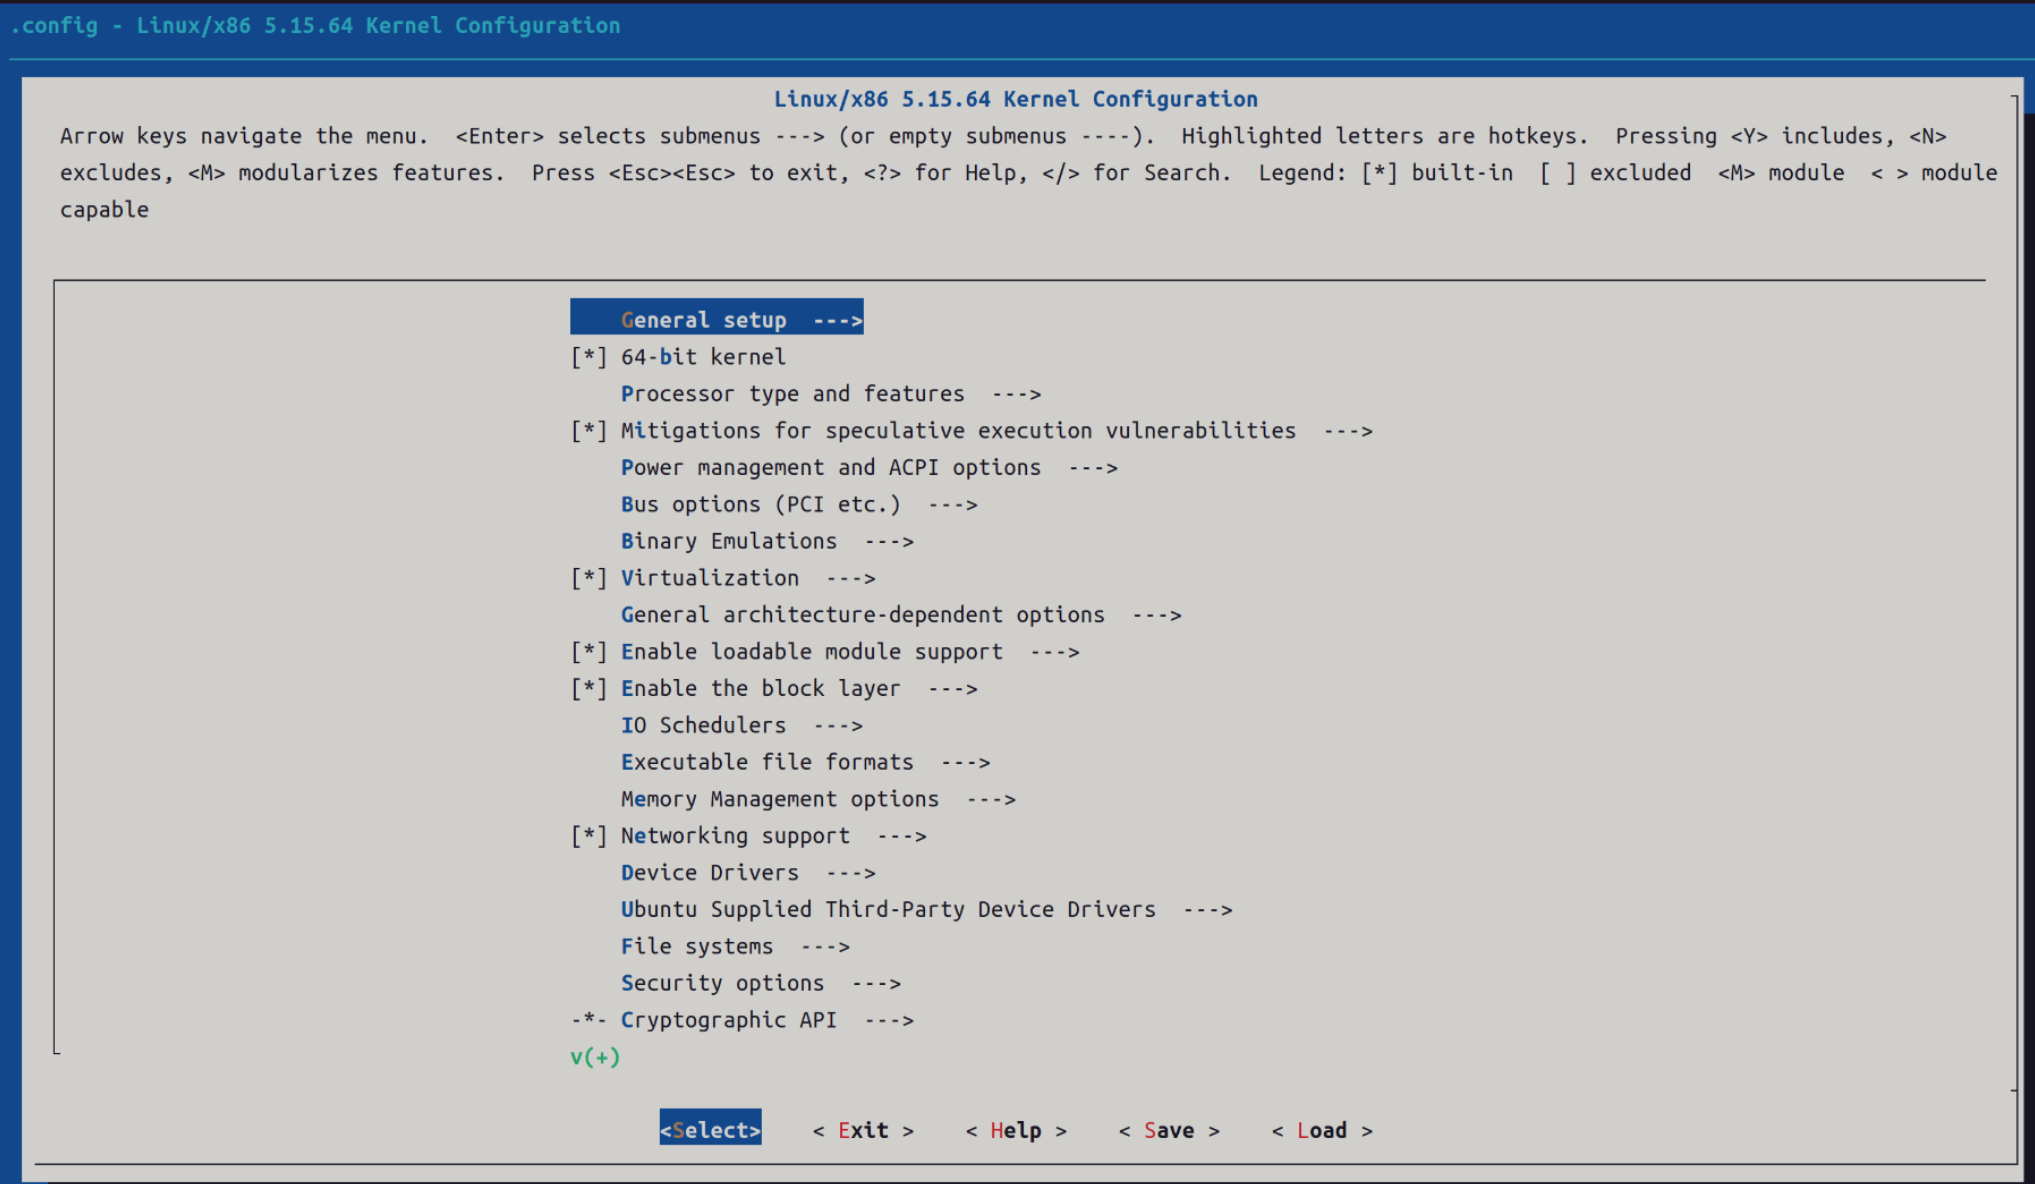 .config - Linux/x86 5.15.64 Kernel Configuration
Linux/x86 5.15.64 Kernel Configuration
Arrow keys navigate the menu.  <Enter> selects submenus ---> (or empty submenus ----).  Highlighted letters are hotkeys.  Pressing <Y> includes, <N>
excludes, <M> modularizes features.  Press <Esc><Esc> to exit, <?> for Help, </> for Search.  Legend: [*] built-in  [ ] excluded  <M> module  < > module
capable
General setup  --->
[*] 64-bit kernel
Processor type and features  --->
[*] Mitigations for speculative execution vulnerabilities  --->
Power management and ACPI options  --->
Bus options (PCI etc.)  --->
Binary Emulations  --->
[*] Virtualization  --->
General architecture-dependent options  --->
[*] Enable loadable module support  --->
[*] Enable the block layer  --->
IO Schedulers  --->
Executable file formats  --->
Memory Management options  --->
[*] Networking support  --->
Device Drivers  --->
Ubuntu Supplied Third-Party Device Drivers  --->
File systems  --->
Security options  --->
-*- Cryptographic API  --->
v(+)
<Select>    < Exit >    < Help >    < Save >    < Load >